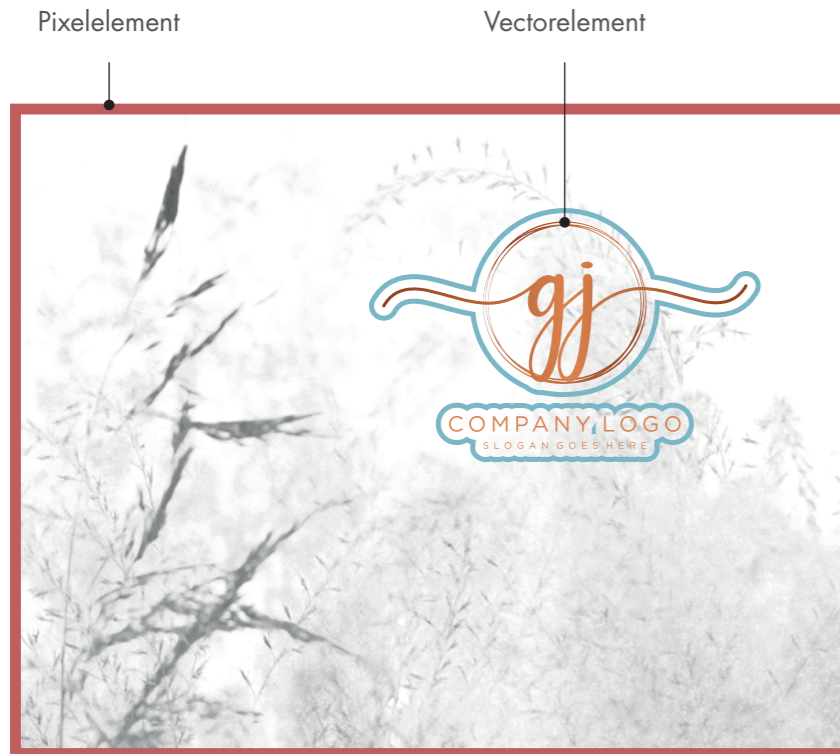 Pixelelement
Vectorelement
gj
COMPANY LOGO
SLOGAN GOES HERE